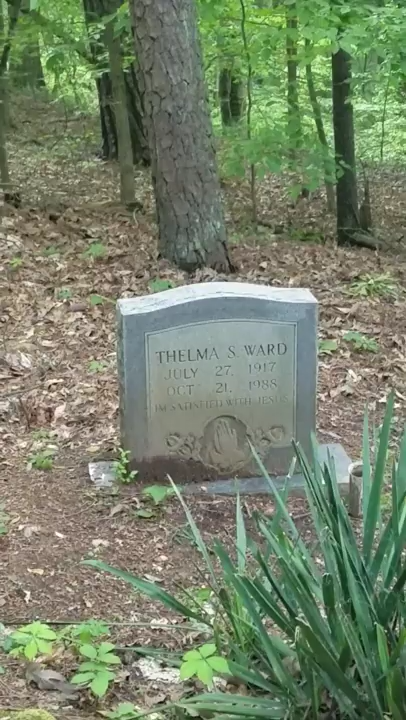 THELMA S. WARD
JULY 27, 1917
OCT 21, 1988
I'M SATISFIED WITH JESUS